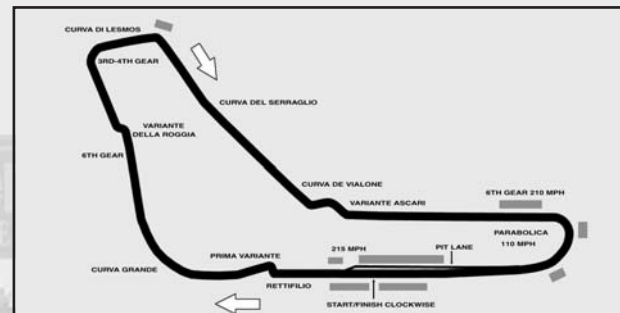 CURVA DI LESMOS
3RD-4TH GEAR
CURVA DEL SERRAGLIO
VARIANTE
DELLA ROGGIA
6TH GEAR
CURVA DE VIALONE
6TH GEAR 210 MPH
VARIANTE ASCARI
PARABOLICA
110 MPH
215 MPH
PIT LANE
PRIMA VARIANTE
CURVA GRANDE
RETTIFILIO
START/FINISH CLOCKWISE